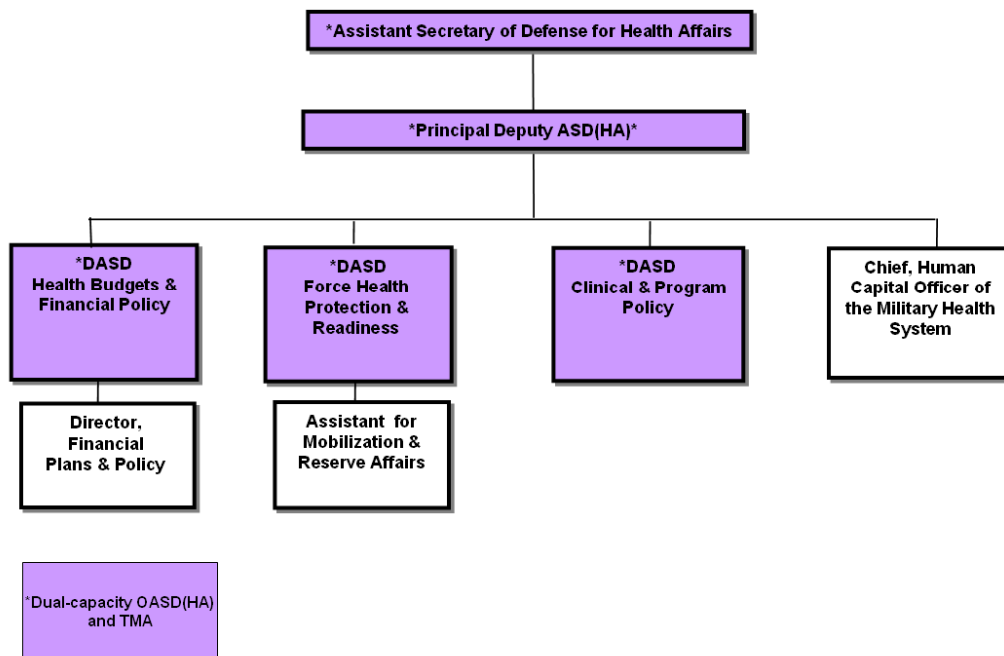 *Assistant Secretary of Defense for Health Affairs
*Principal Deputy ASD(HA)*
*DASD
Health Budgets &
Financial Policy
*DASD
Force Health
Protection &
Readiness
*DASD
Clinical & Program
Policy
Chief, Human
Capital Officer of
the Military Health
System
Director,
Financial
Plans & Policy
Assistant for
Mobilization &
Reserve Affairs
*Dual-capacity OASD(HA)
and TMA